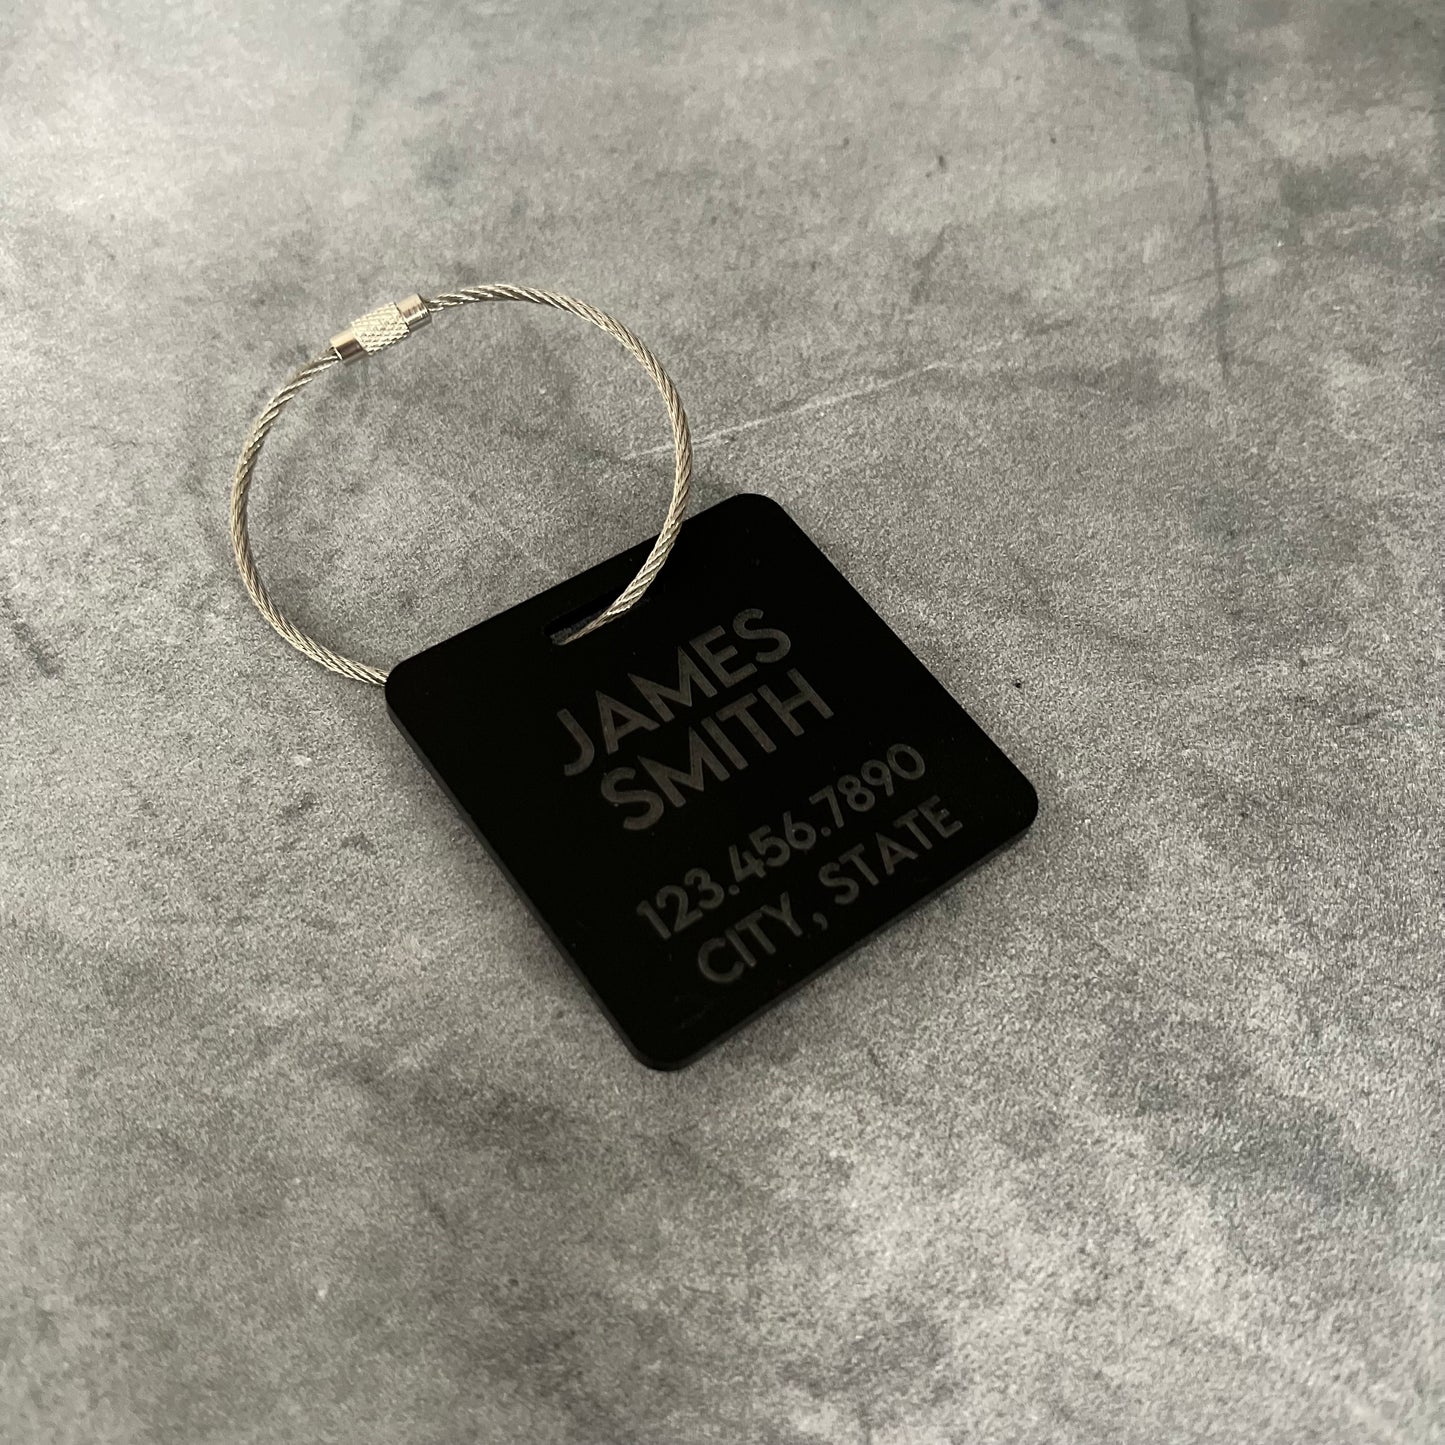 JAMES
SMITH
123.456.7890
CITY, STATE